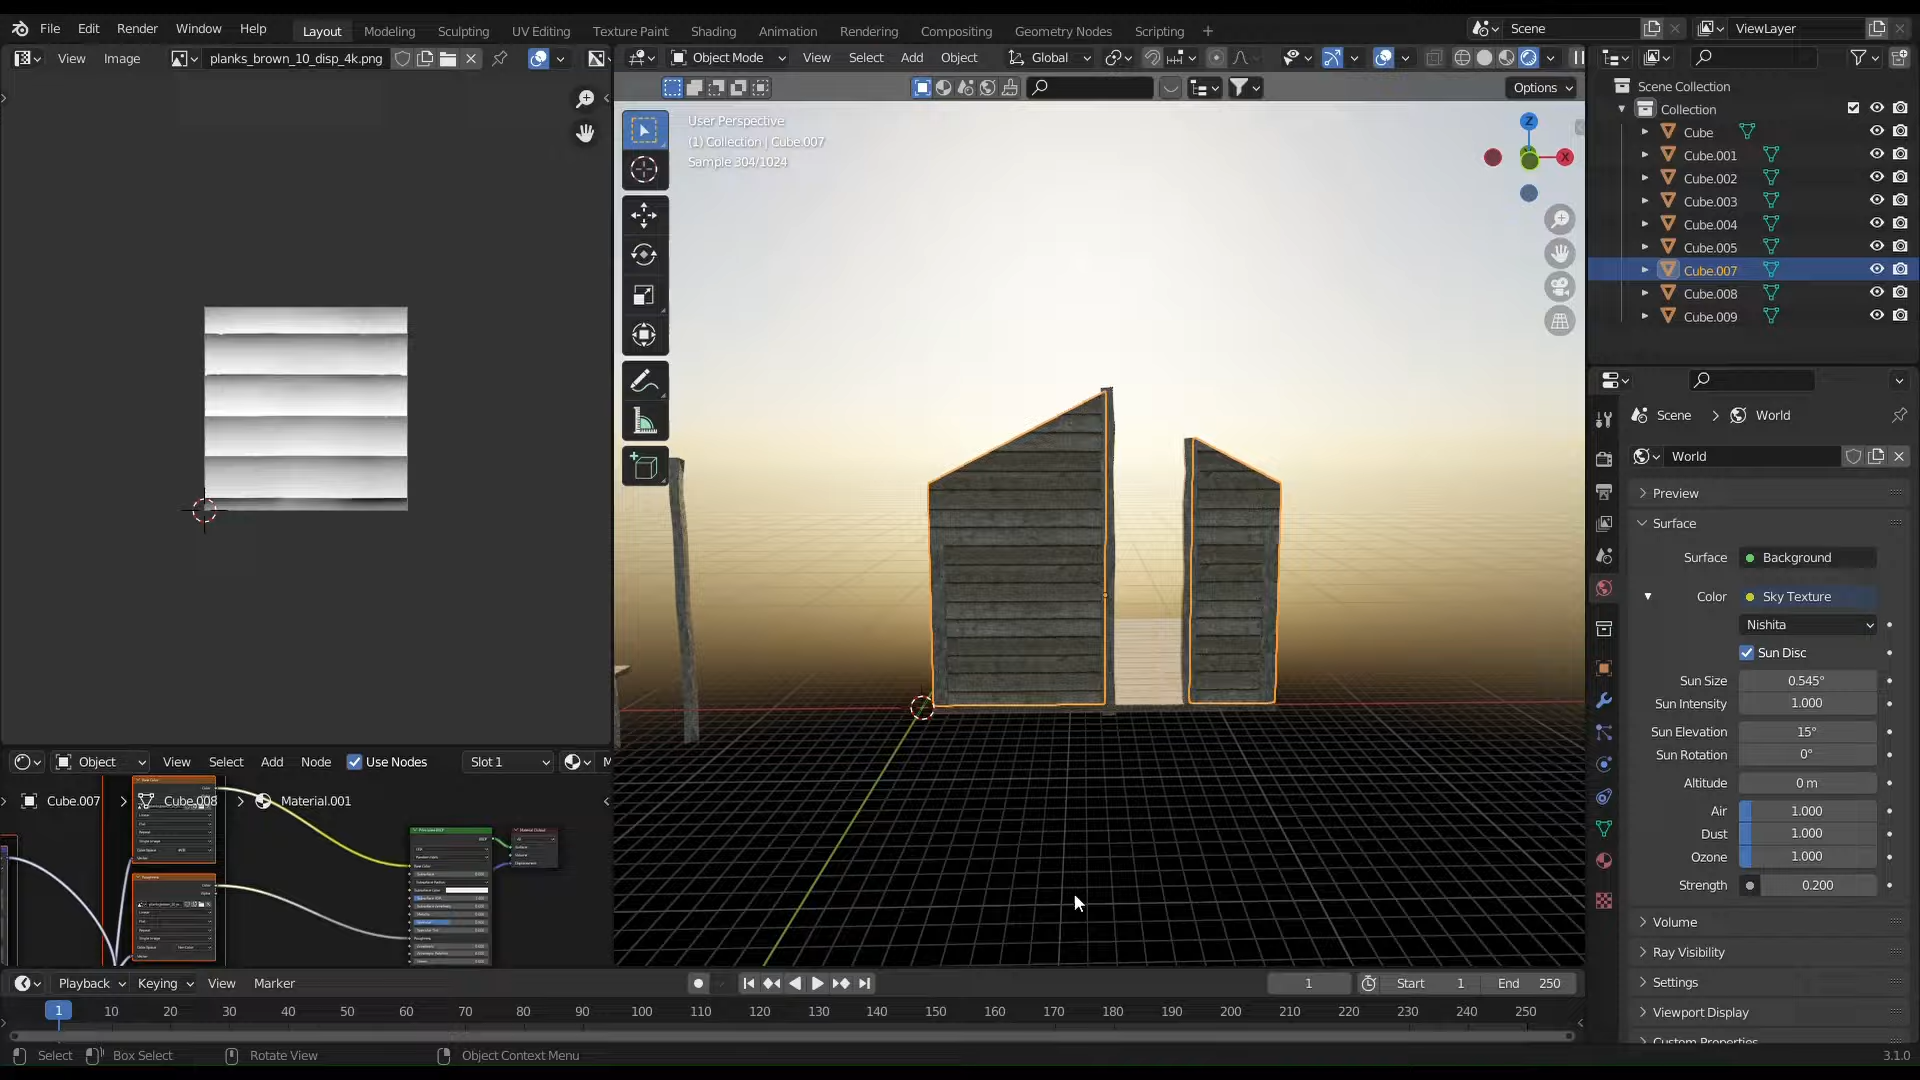 File Edit Render Window Help Layout Modeling Sculpting UV Editing Texture Paint Shading Animation Rendering Compositing Geometry Nodes Scripting + Scene ViewLayer
View Image planks_brown_10_disp_4k.png Object Mode View Select Add Object Global
Options
User Perspective
(1) Collection | Cube.007
Sample 304/1024
Z
X
Scene Collection
Collection
Cube
Cube.001
Cube.002
Cube.003
Cube.004
Cube.005
Cube.007
Cube.008
Cube.009
Scene > World
World
Preview
Surface
Surface Background
Color Sky Texture
Nishita
Sun Disc
Sun Size 0.545°
Sun Intensity 1.000
Sun Elevation 15°
Sun Rotation 0°
Altitude 0 m
Air 1.000
Dust 1.000
Ozone 1.000
Strength 0.200
Volume
Ray Visibility
Settings
Viewport Display
Custom Properties
Object View Select Add Node Use Nodes Slot 1 M
Cube.007 > Cube.008 > Material.001
Playback Keying View Marker 1 Start 1 End 250
1 10 20 30 40 50 60 70 80 90 100 110 120 130 140 150 160 170 180 190 200 210 220 230 240 250
Select Box Select Rotate View Object Context Menu 3.1.0